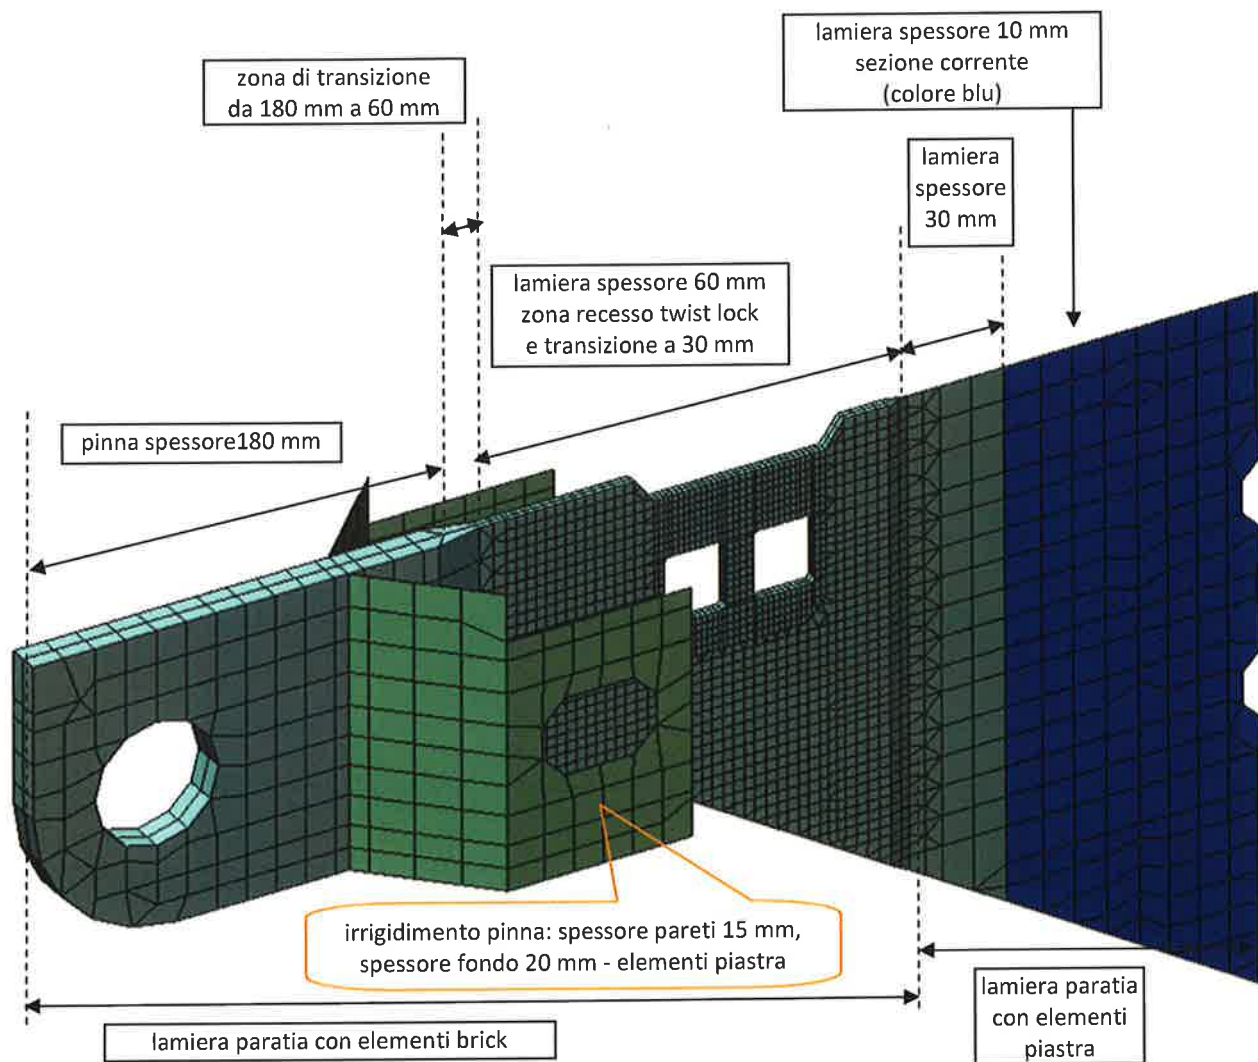 lamiera spessore 10 mm
sezione corrente
(colore blu)
zona di transizione
da 180 mm a 60 mm
lamiera
spessore
30 mm
lamiera spessore 60 mm
zona recesso twist lock
e transizione a 30 mm
pinna spessore180 mm
irrigidimento pinna: spessore pareti 15 mm,
spessore fondo 20 mm - elementi piastra
lamiera paratia
con elementi
piastra
lamiera paratia con elementi brick